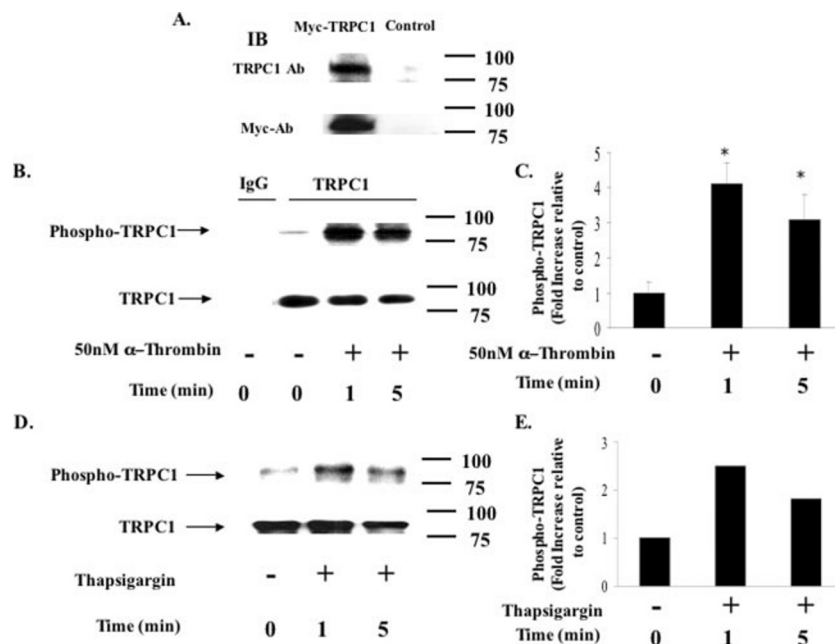 A.
Myc-TRPC1 Control
IB
TRPC1 Ab
100
75
Myc-Ab
100
75
B.
IgG TRPC1
Phospho-TRPC1
100
75
TRPC1
100
75
50nM α–Thrombin - - + +
Time (min) 0 0 1 5
C.
Phospho-TRPC1
(Fold Increase relative
to control)
5
4
3
2
1
0
* *
50nM α–Thrombin - + +
Time (min) 0 1 5
D.
Phospho-TRPC1
100
75
TRPC1
100
75
Thapsigargin - + +
Time (min) 0 1 5
E.
Phospho-TRPC1
(Fold Increase relative
to control)
3
2
1
0
Thapsigargin - + +
Time (min) 0 1 5